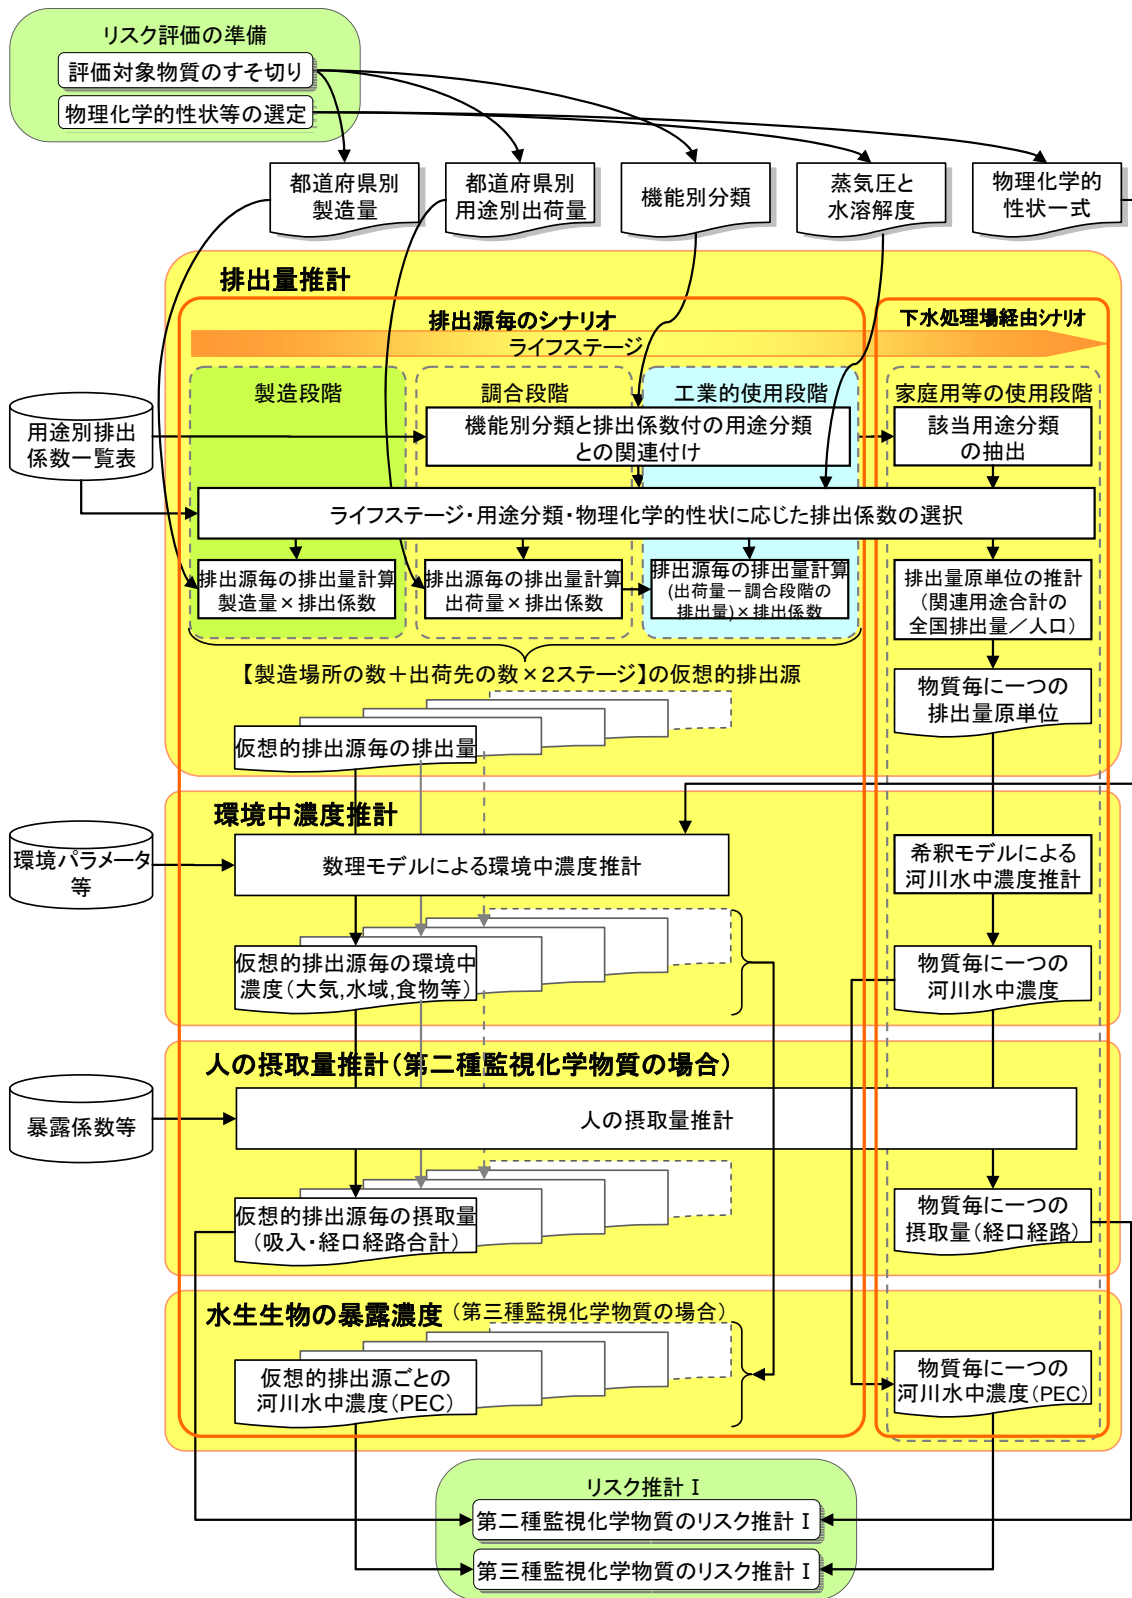 リスク評価の準備
評価対象物質のすそ切り
物理化学的性状等の選定
都道府県別
製造量
都道府県別
用途別出荷量
機能別分類
蒸気圧と
水溶解度
物理化学的
性状一式
排出量推計
排出源毎のシナリオ
下水処理場経由シナリオ
ライフステージ
製造段階
調合段階
工業的使用段階
家庭用等の使用段階
用途別排出
係数一覧表
機能別分類と排出係数付の用途分類
との関連付け
該当用途分類
の抽出
ライフステージ・用途分類・物理化学的性状に応じた排出係数の選択
排出源毎の排出量計算
製造量×排出係数
排出源毎の排出量計算
出荷量×排出係数
排出源毎の排出量計算
(出荷量-調合段階の
排出量)×排出係数
排出量原単位の推計
(関連用途合計の
全国排出量/人口)
【製造場所の数+出荷先の数×2ステージ】の仮想的排出源
物質毎に一つの
排出量原単位
仮想的排出源毎の排出量
環境中濃度推計
環境パラメータ
等
数理モデルによる環境中濃度推計
希釈モデルによる
河川水中濃度推計
仮想的排出源毎の環境中
濃度(大気,水域,食物等)
物質毎に一つの
河川水中濃度
人の摂取量推計(第二種監視化学物質の場合)
暴露係数等
人の摂取量推計
仮想的排出源毎の摂取量
(吸入・経口経路合計)
物質毎に一つの
摂取量(経口経路)
水生生物の暴露濃度(第三種監視化学物質の場合)
仮想的排出源ごとの
河川水中濃度(PEC)
物質毎に一つの
河川水中濃度(PEC)
リスク推計Ⅰ
第二種監視化学物質のリスク推計Ⅰ
第三種監視化学物質のリスク推計Ⅰ